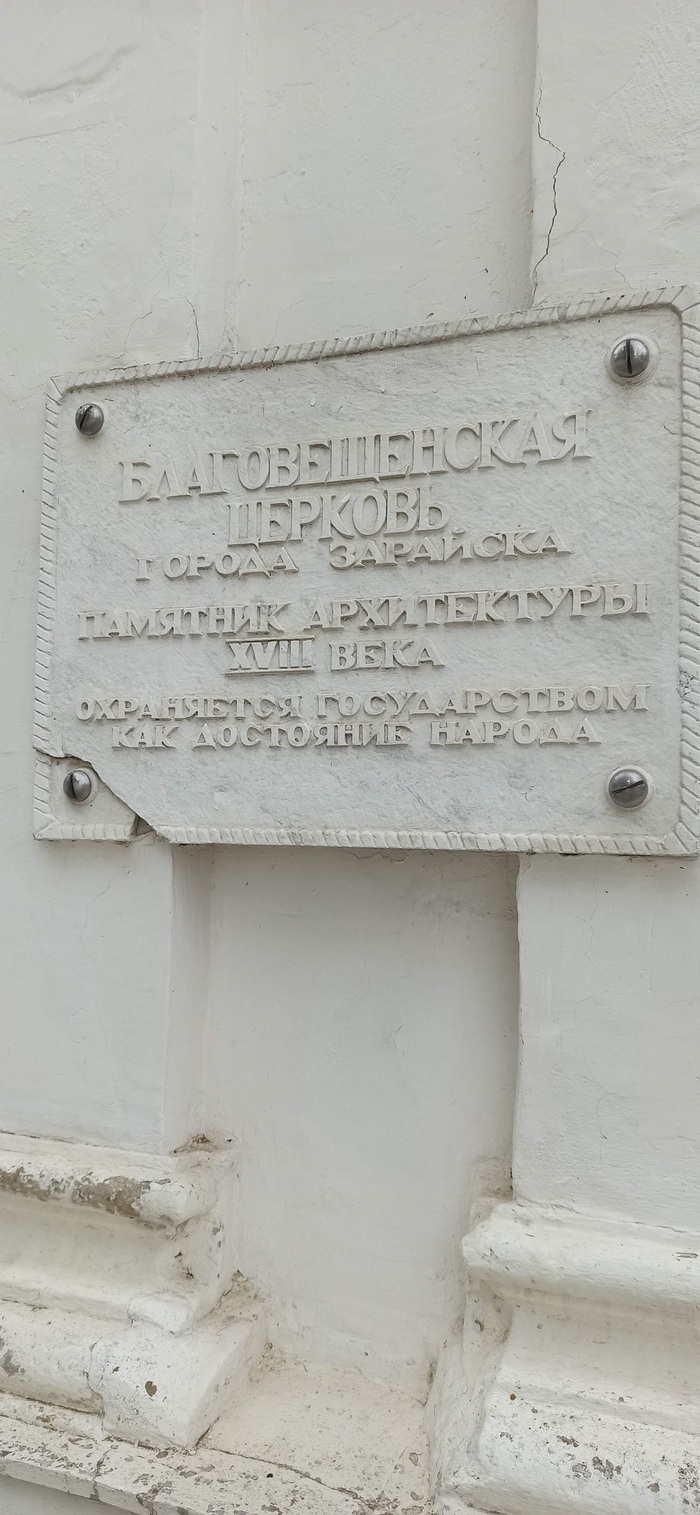 БЛАГОВЕЩЕНСКАЯ
ЦЕРКОВЬ
ГОРОДА ЗАРАЙСКА
ПАМЯТНИК АРХИТЕКТУРЫ
XVIII ВЕКА
ОХРАНЯЕТСЯ ГОСУДАРСТВОМ
КАК ДОСТОЯНИЕ НАРОДА